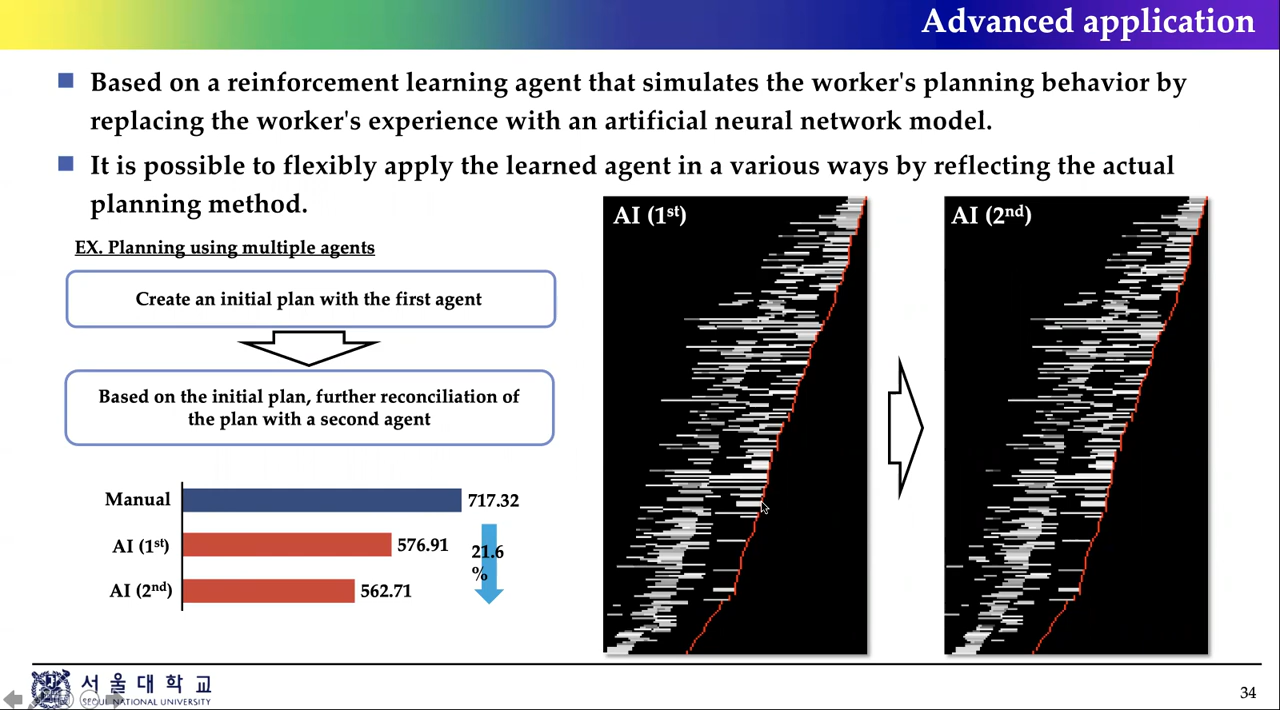 Advanced application
Based on a reinforcement learning agent that simulates the worker's planning behavior by
replacing the worker's experience with an artificial neural network model.
It is possible to flexibly apply the learned agent in a various ways by reflecting the actual
planning method.
EX. Planning using multiple agents
Create an initial plan with the first agent
Based on the initial plan, further reconciliation of
the plan with a second agent
Manual 717.32
AI (1st) 576.91
AI (2nd) 562.71
21.6
%
AI (1st)
AI (2nd)
서울대학교
SEOUL NATIONAL UNIVERSITY
34